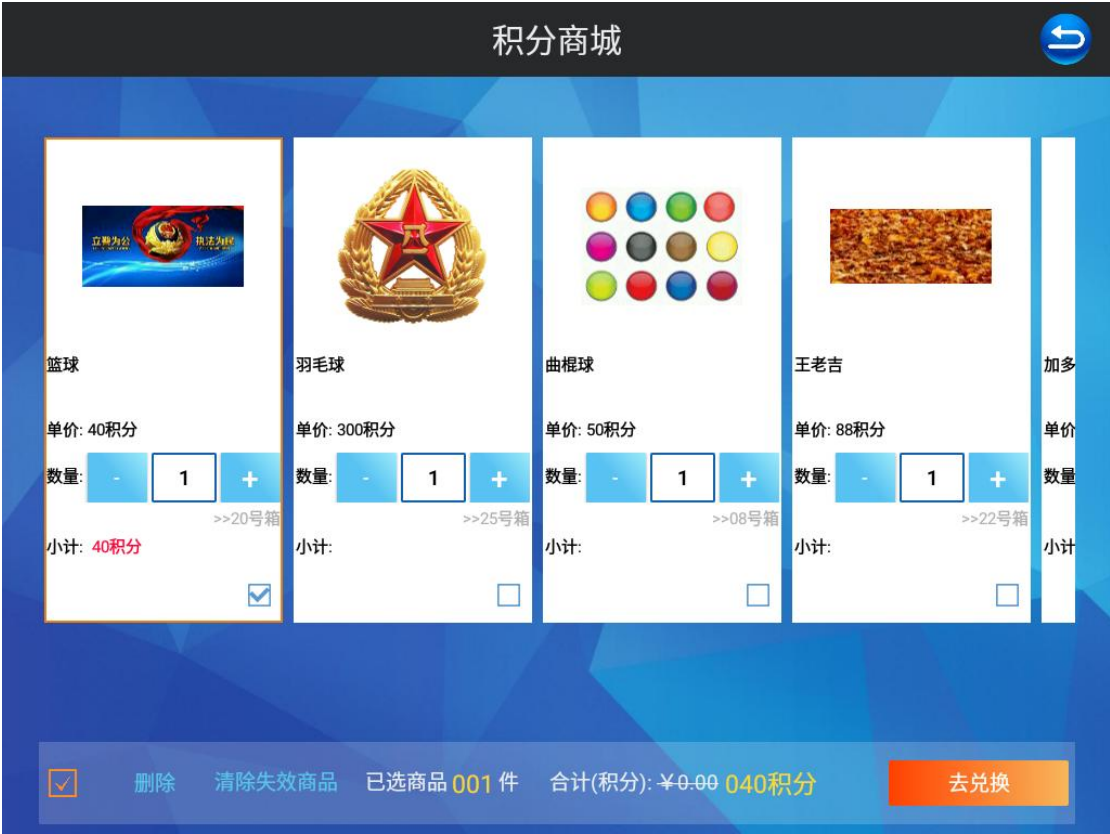 积分商城
立警为公
执法为民
八一
篮球
单价: 40积分
数量: - 1 +
>>20号箱
小计: 40积分
羽毛球
单价: 300积分
数量: - 1 +
>>25号箱
小计:
曲棍球
单价: 50积分
数量: - 1 +
>>08号箱
小计:
王老吉
单价: 88积分
数量: - 1 +
>>22号箱
小计:
加多
单价
数量
小计
删除 清除失效商品 已选商品 001 件 合计(积分): ¥0.00 040积分 去兑换